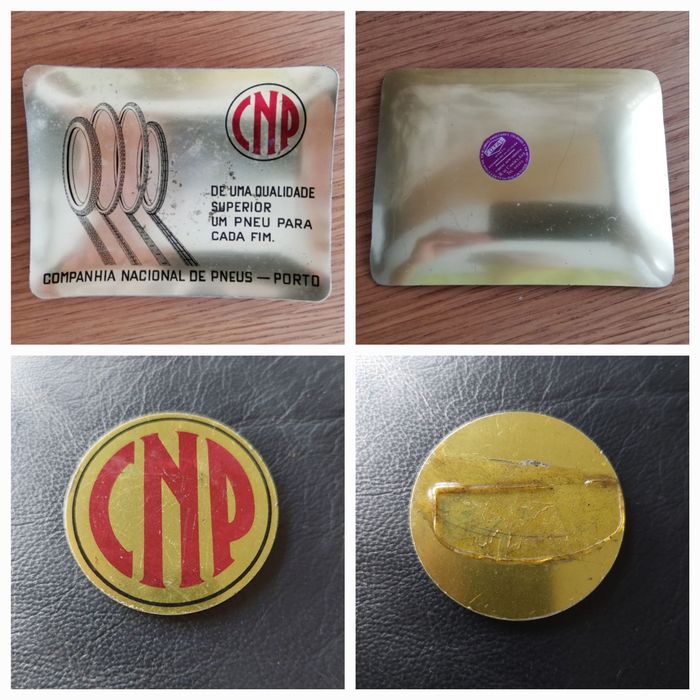 CNP
DE UMA QUALIDADE
SUPERIOR
UM PNEU PARA
CADA FIM.
COMPANHIA NACIONAL DE PNEUS — PORTO
CNP